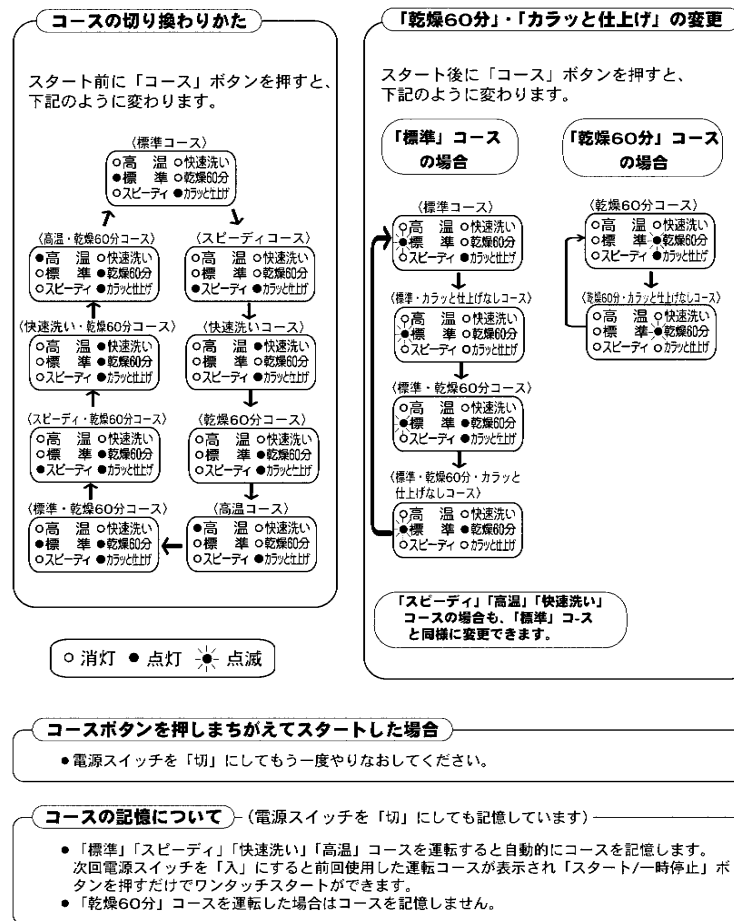 コースの切り換わりかた
スタート前に「コース」ボタンを押すと、
下記のように変わります。
〈標準コース〉
○高　温 ○快速洗い
●標　準 ○乾燥60分
○スピーディ ●カラッと仕上げ
〈スピーディコース〉
○高　温 ○快速洗い
○標　準 ○乾燥60分
●スピーディ ●カラッと仕上げ
〈快速洗いコース〉
○高　温 ●快速洗い
○標　準 ○乾燥60分
○スピーディ ●カラッと仕上げ
〈乾燥60分コース〉
○高　温 ○快速洗い
○標　準 ●乾燥60分
○スピーディ ●カラッと仕上げ
〈高温コース〉
●高　温 ○快速洗い
○標　準 ○乾燥60分
○スピーディ ●カラッと仕上げ
〈標準・乾燥60分コース〉
○高　温 ○快速洗い
●標　準 ●乾燥60分
○スピーディ ●カラッと仕上げ
〈スピーディ・乾燥60分コース〉
○高　温 ○快速洗い
○標　準 ●乾燥60分
●スピーディ ●カラッと仕上げ
〈快速洗い・乾燥60分コース〉
○高　温 ●快速洗い
○標　準 ●乾燥60分
○スピーディ ●カラッと仕上げ
〈高温・乾燥60分コース〉
●高　温 ○快速洗い
○標　準 ●乾燥60分
○スピーディ ●カラッと仕上げ
○ 消灯 ● 点灯 ● 点滅
「乾燥60分」・「カラッと仕上げ」の変更
スタート後に「コース」ボタンを押すと、
下記のように変わります。
「標準」コース
の場合
〈標準コース〉
○高　温 ○快速洗い
●標　準 ○乾燥60分
○スピーディ ●カラッと仕上げ
〈標準・カラッと仕上げなしコース〉
○高　温 ○快速洗い
●標　準 ○乾燥60分
○スピーディ ○カラッと仕上げ
〈標準・乾燥60分コース〉
○高　温 ○快速洗い
●標　準 ●乾燥60分
○スピーディ ●カラッと仕上げ
〈標準・乾燥60分・カラッと
仕上げなしコース〉
○高　温 ○快速洗い
●標　準 ●乾燥60分
○スピーディ ○カラッと仕上げ
「乾燥60分」コース
の場合
〈乾燥60分コース〉
○高　温 ○快速洗い
○標　準 ●乾燥60分
○スピーディ ●カラッと仕上げ
〈乾燥60分・カラッと仕上げなしコース〉
○高　温 ○快速洗い
○標　準 ●乾燥60分
○スピーディ ○カラッと仕上げ
「スピーディ」「高温」「快速洗い」
コースの場合も、「標準」コース
と同様に変更できます。
コースボタンを押しまちがえてスタートした場合
●電源スイッチを「切」にしてもう一度やりなおしてください。
コースの記憶について (電源スイッチを「切」にしても記憶しています)
●「標準」「スピーディ」「快速洗い」「高温」コースを運転すると自動的にコースを記憶します。
次回電源スイッチを「入」にすると前回使用した運転コースが表示され「スタート/一時停止」ボ
タンを押すだけでワンタッチスタートができます。
●「乾燥60分」コースを運転した場合はコースを記憶しません。